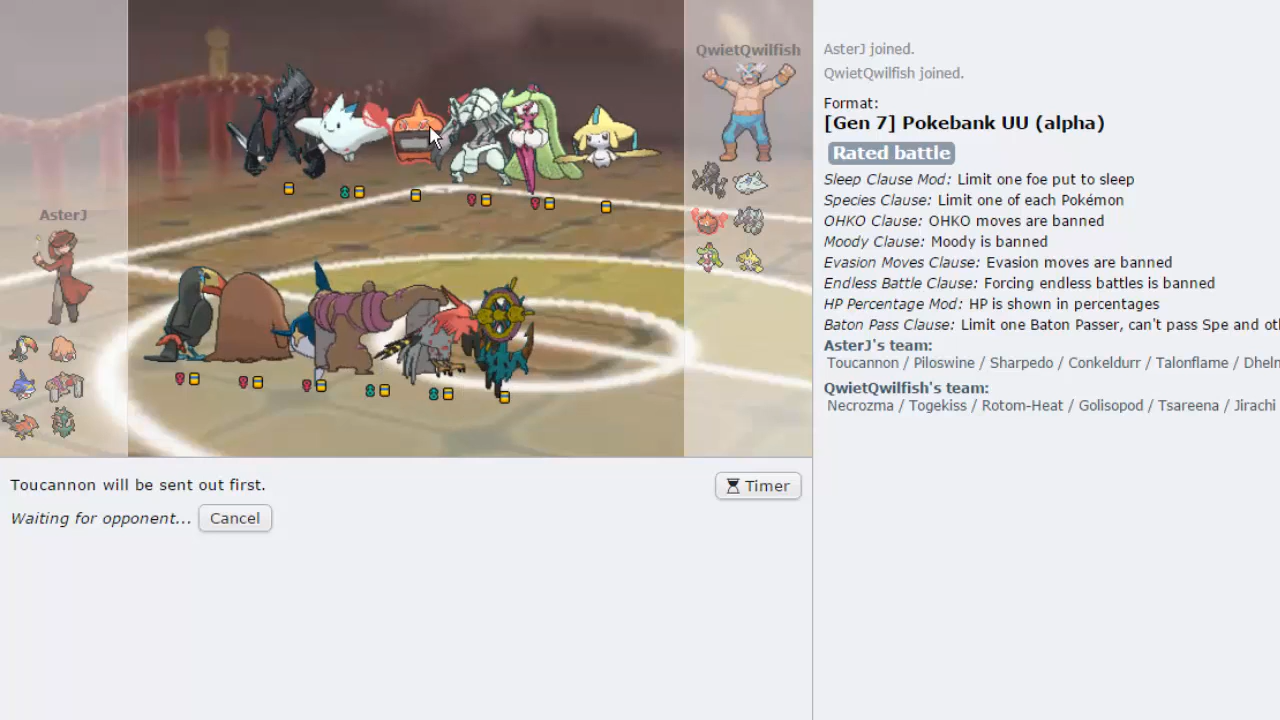 AsterJ
QwietQwilfish
Toucannon will be sent out first.
Timer
Waiting for opponent...
Cancel
AsterJ joined.
QwietQwilfish joined.
Format:
[Gen 7] Pokebank UU (alpha)
Rated battle
Sleep Clause Mod: Limit one foe put to sleep
Species Clause: Limit one of each Pokémon
OHKO Clause: OHKO moves are banned
Moody Clause: Moody is banned
Evasion Moves Clause: Evasion moves are banned
Endless Battle Clause: Forcing endless battles is banned
HP Percentage Mod: HP is shown in percentages
Baton Pass Clause: Limit one Baton Passer, can't pass Spe and oth
AsterJ's team:
Toucannon / Piloswine / Sharpedo / Conkeldurr / Talonflame / Dheln
QwietQwilfish's team:
Necrozma / Togekiss / Rotom-Heat / Golisopod / Tsareena / Jirachi